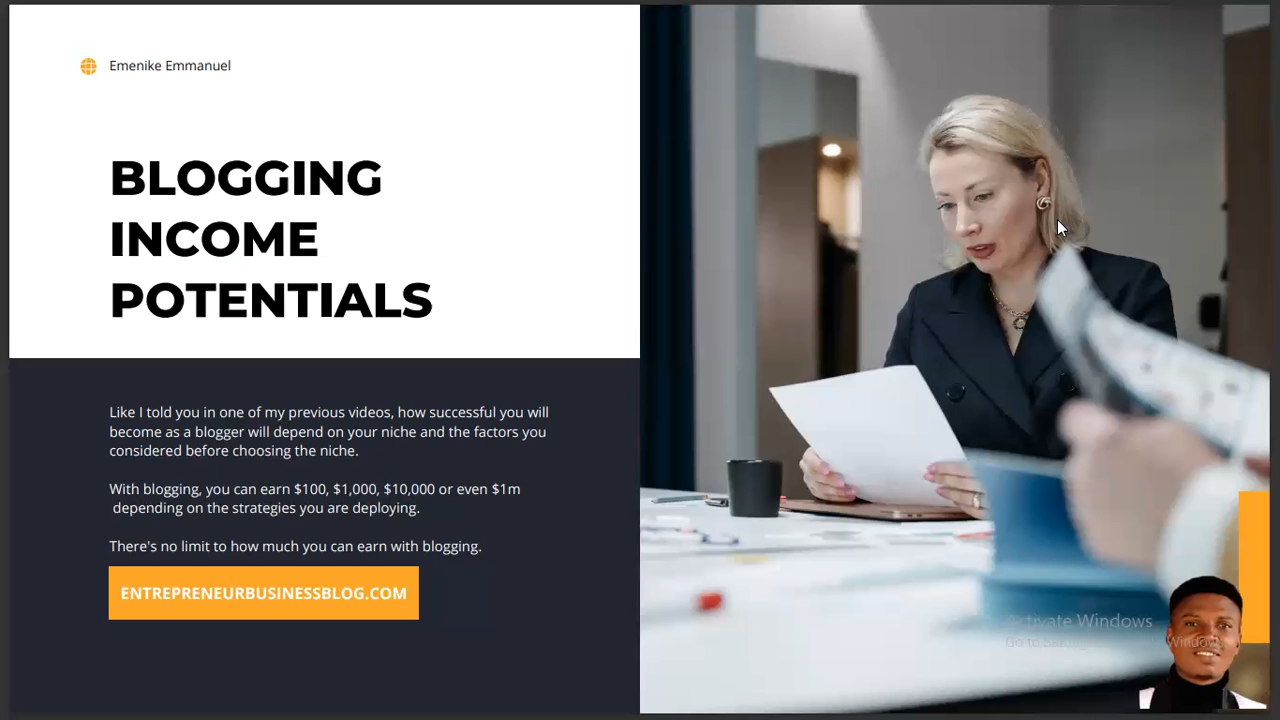 Emenike Emmanuel
BLOGGING
INCOME
POTENTIALS
Like I told you in one of my previous videos, how successful you will
become as a blogger will depend on your niche and the factors you
considered before choosing the niche.
With blogging, you can earn $100, $1,000, $10,000 or even $1m
depending on the strategies you are deploying.
There's no limit to how much you can earn with blogging.
ENTREPRENEURBUSINESSBLOG.COM
Activate Windows
Go to